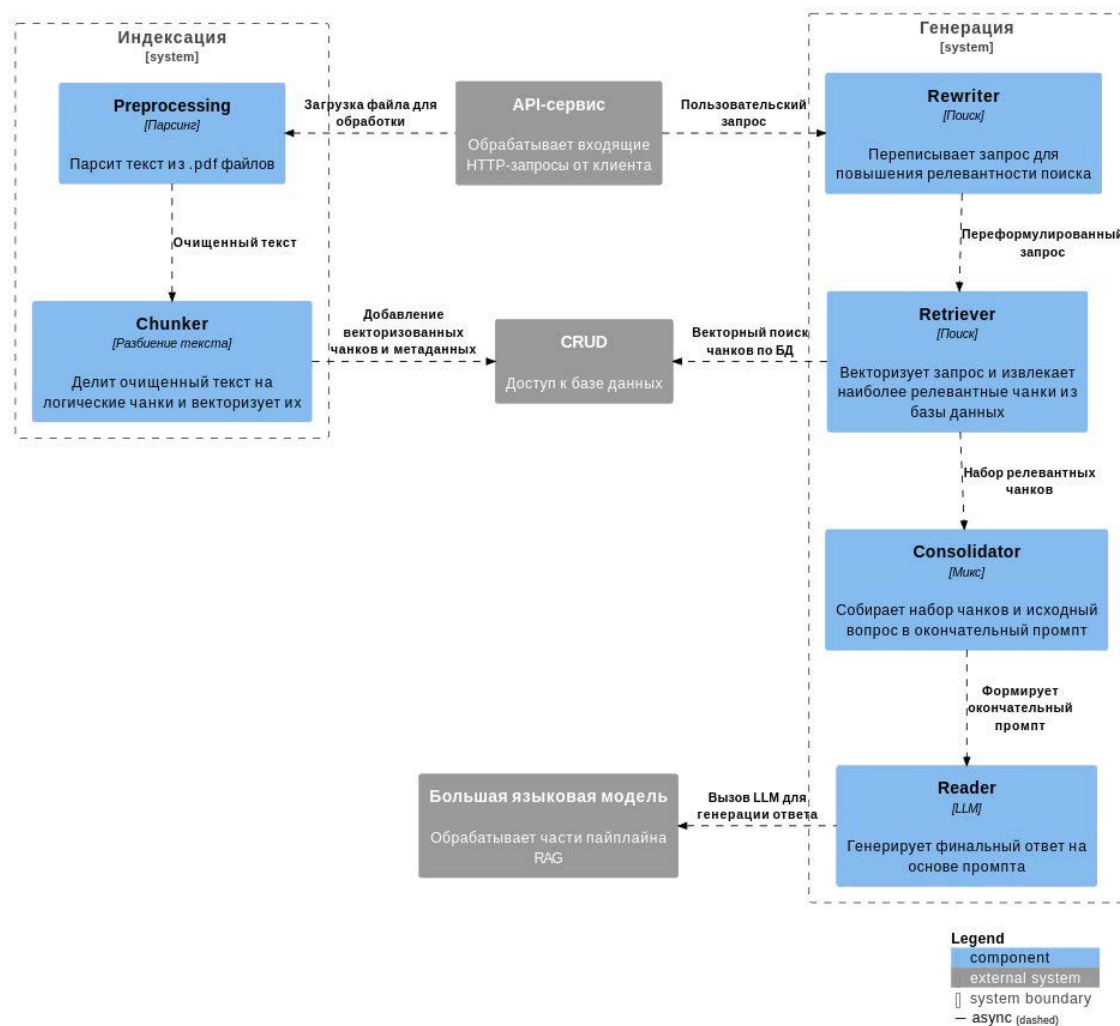 Индексация
[system]
Preprocessing
[Парсинг]
Парсит текст из .pdf файлов
Очищенный текст
Chunker
[Разбиение текста]
Делит очищенный текст на
логические чанки и векторизует их
Загрузка файла для
обработки
API-сервис
Обрабатывает входящие
HTTP-запросы от клиента
Пользовательский
запрос
Добавление
векторизованных
чанков и метаданных
CRUD
Доступ к базе данных
Векторный поиск
чанков по БД
Генерация
[system]
Rewriter
[Поиск]
Переписывает запрос для
повышения релевантности поиска
Переформулированный
запрос
Retriever
[Поиск]
Векторизует запрос и извлекает
наиболее релевантные чанки из
базы данных
Набор релевантных
чанков
Consolidator
[Микс]
Собирает набор чанков и исходный
вопрос в окончательный промпт
Формирует
окончательный
промпт
Reader
[LLM]
Генерирует финальный ответ на
основе промпта
Вызов LLM для
генерации ответа
Большая языковая модель
Обрабатывает части пайплайна
RAG
Legend
component
external system
system boundary
async (dashed)